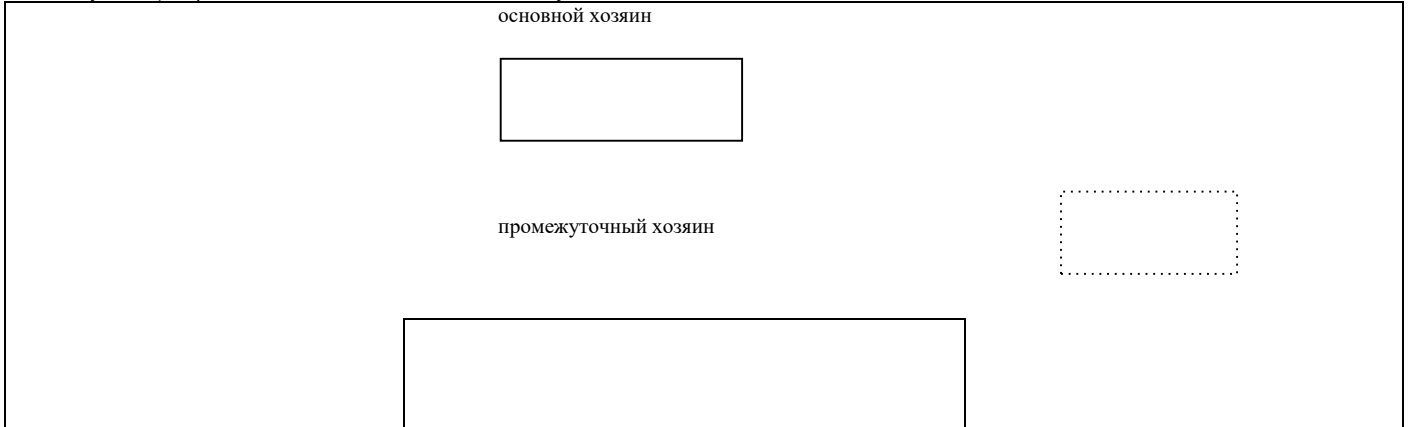 основной хозяин
промежуточный хозяин